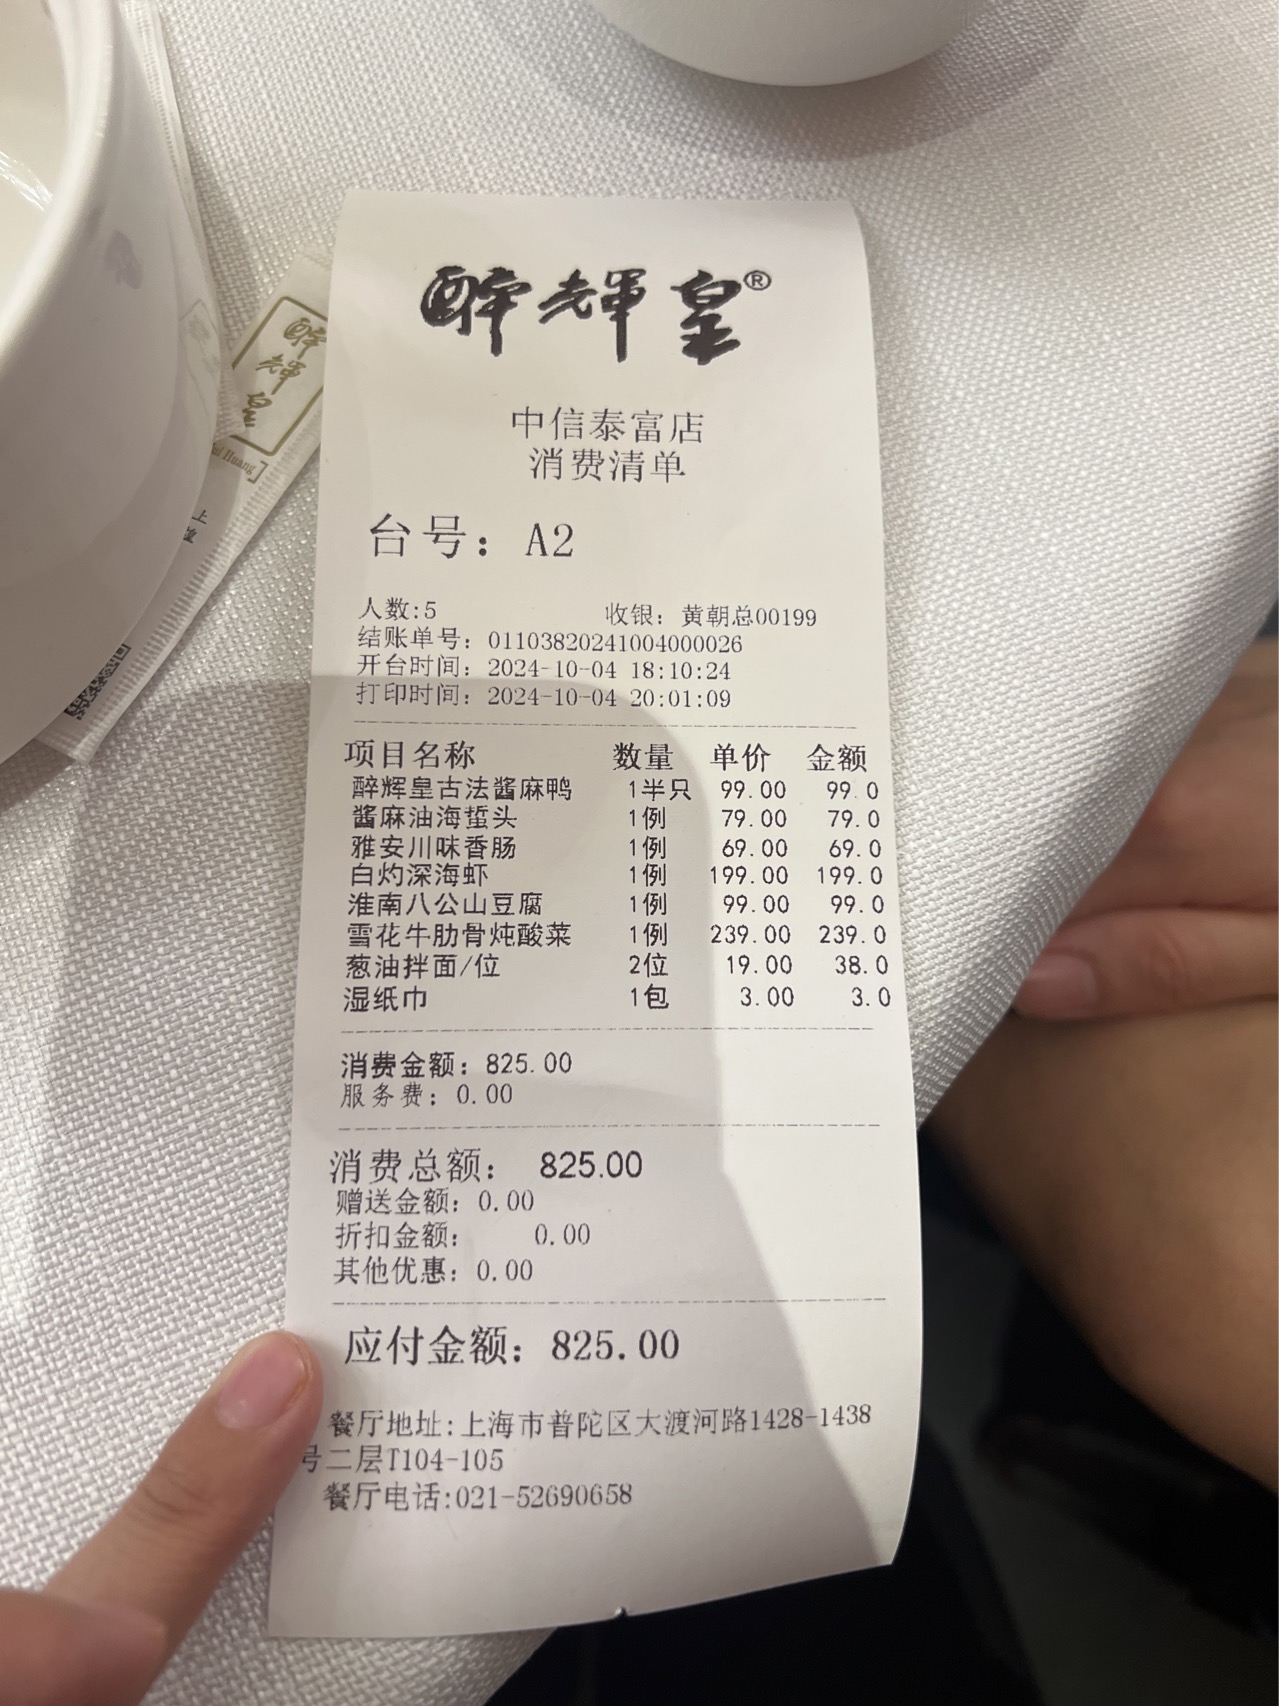 醉輝皇®
中信泰富店
消费清单
台号：A2
人数:5 收银：黄朝总00199
结账单号：01103820241004000026
开台时间：2024-10-04 18:10:24
打印时间：2024-10-04 20:01:09
项目名称 数量 单价 金额
醉辉皇古法酱麻鸭 1半只 99.00 99.0
酱麻油海蜇头 1例 79.00 79.0
雅安川味香肠 1例 69.00 69.0
白灼深海虾 1例 199.00 199.0
淮南八公山豆腐 1例 99.00 99.0
雪花牛肋骨炖酸菜 1例 239.00 239.0
葱油拌面/位 2位 19.00 38.0
湿纸巾 1包 3.00 3.0
消费金额：825.00
服务费：0.00
消费总额：825.00
赠送金额：0.00
折扣金额：0.00
其他优惠：0.00
应付金额：825.00
餐厅地址:上海市普陀区大渡河路1428-1438
号二层T104-105
餐厅电话:021-52690658
醉
輝
皇
Huang
上